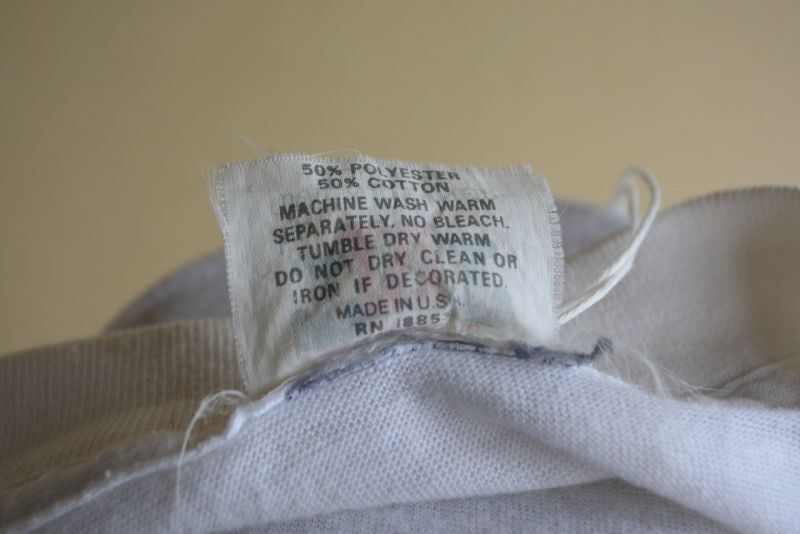 50% POLYESTER
50% COTTON
MACHINE WASH WARM
SEPARATELY, NO BLEACH.
TUMBLE DRY WARM
DO NOT DRY CLEAN OR
IRON IF DECORATED.
MADE IN U.S
RN